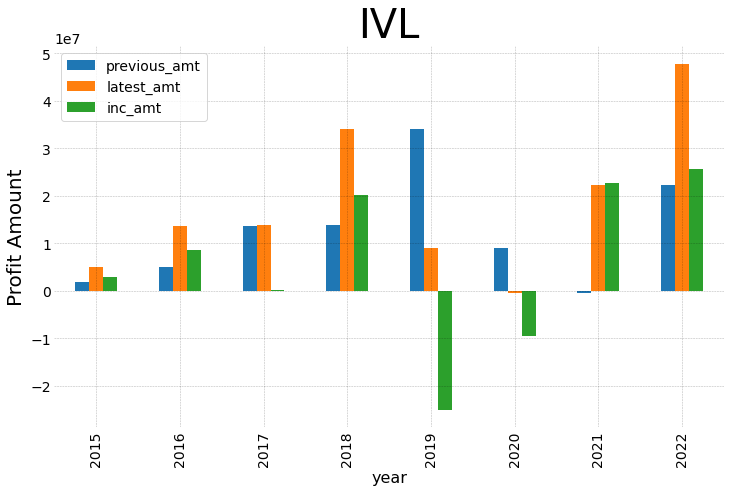 IVL
1e7
5
4
3
2
1
0
−1
−2
Profit Amount
previous_amt
latest_amt
inc_amt
2015
2016
2017
2018
2019
2020
2021
2022
year